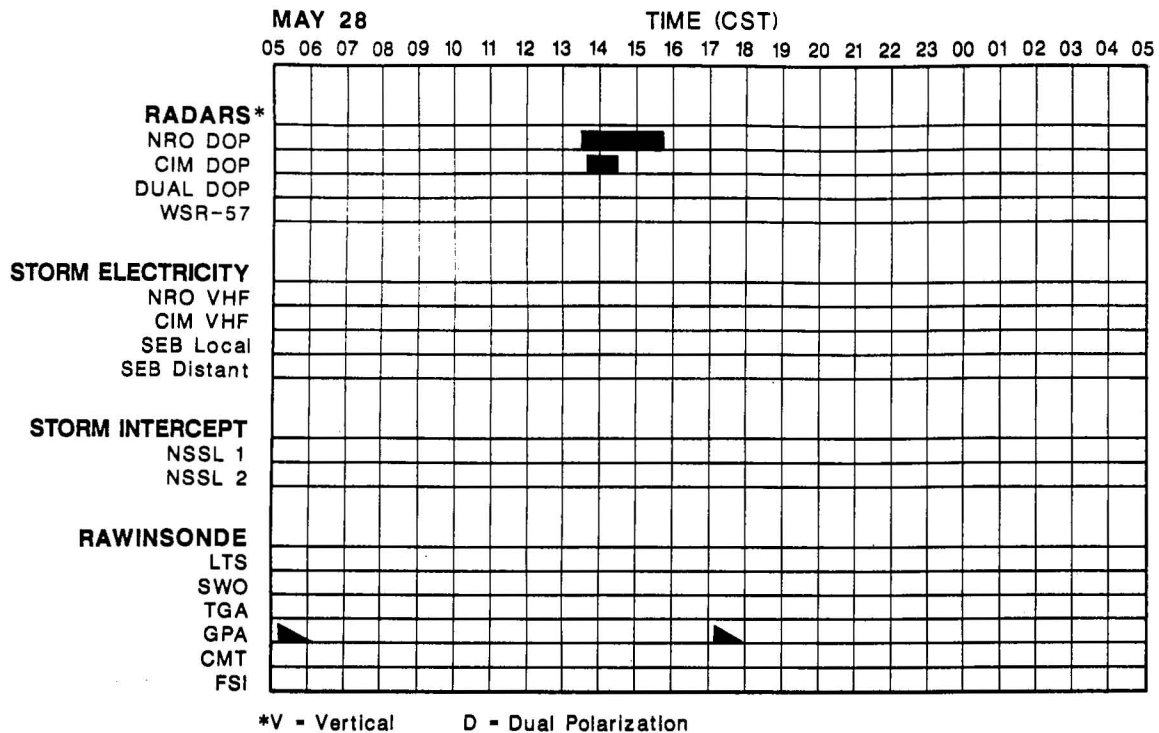 MAY 28 TIME (CST)
05 06 07 08 09 10 11 12 13 14 15 16 17 18 19 20 21 22 23 00 01 02 03 04 05
RADARS*
NRO DOP
CIM DOP
DUAL DOP
WSR-57
STORM ELECTRICITY
NRO VHF
CIM VHF
SEB Local
SEB Distant
STORM INTERCEPT
NSSL 1
NSSL 2
RAWINSONDE
LTS
SWO
TGA
GPA
CMT
FSI
*V - Vertical D - Dual Polarization